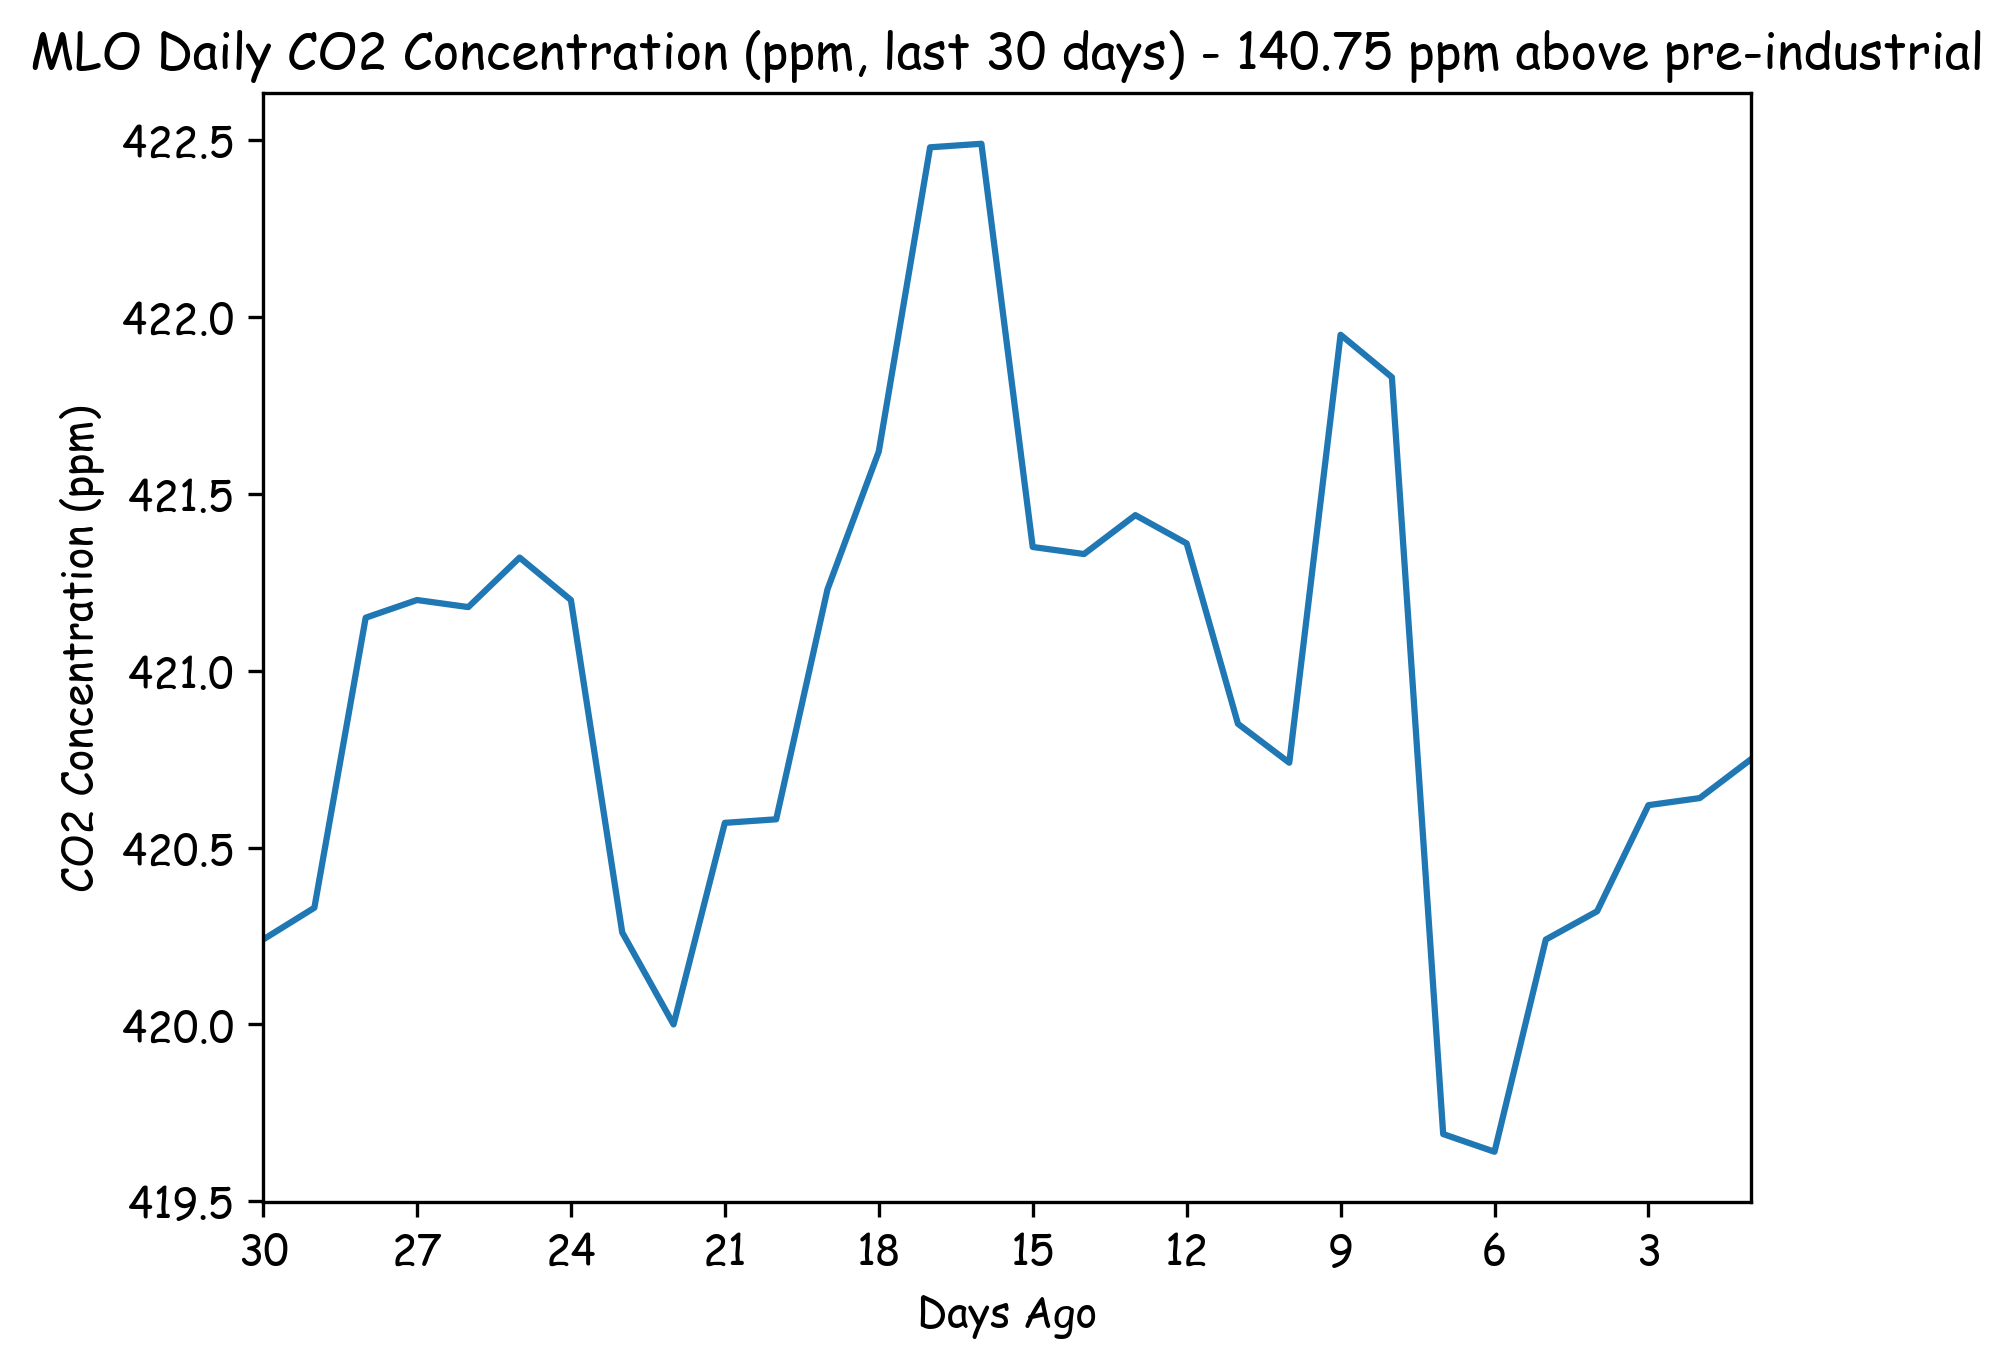 MLO Daily CO2 Concentration (ppm, last 30 days) - 140.75 ppm above pre-industrial
CO2 Concentration (ppm)
422.5
422.0
421.5
421.0
420.5
420.0
419.5
30 27 24 21 18 15 12 9 6 3
Days Ago